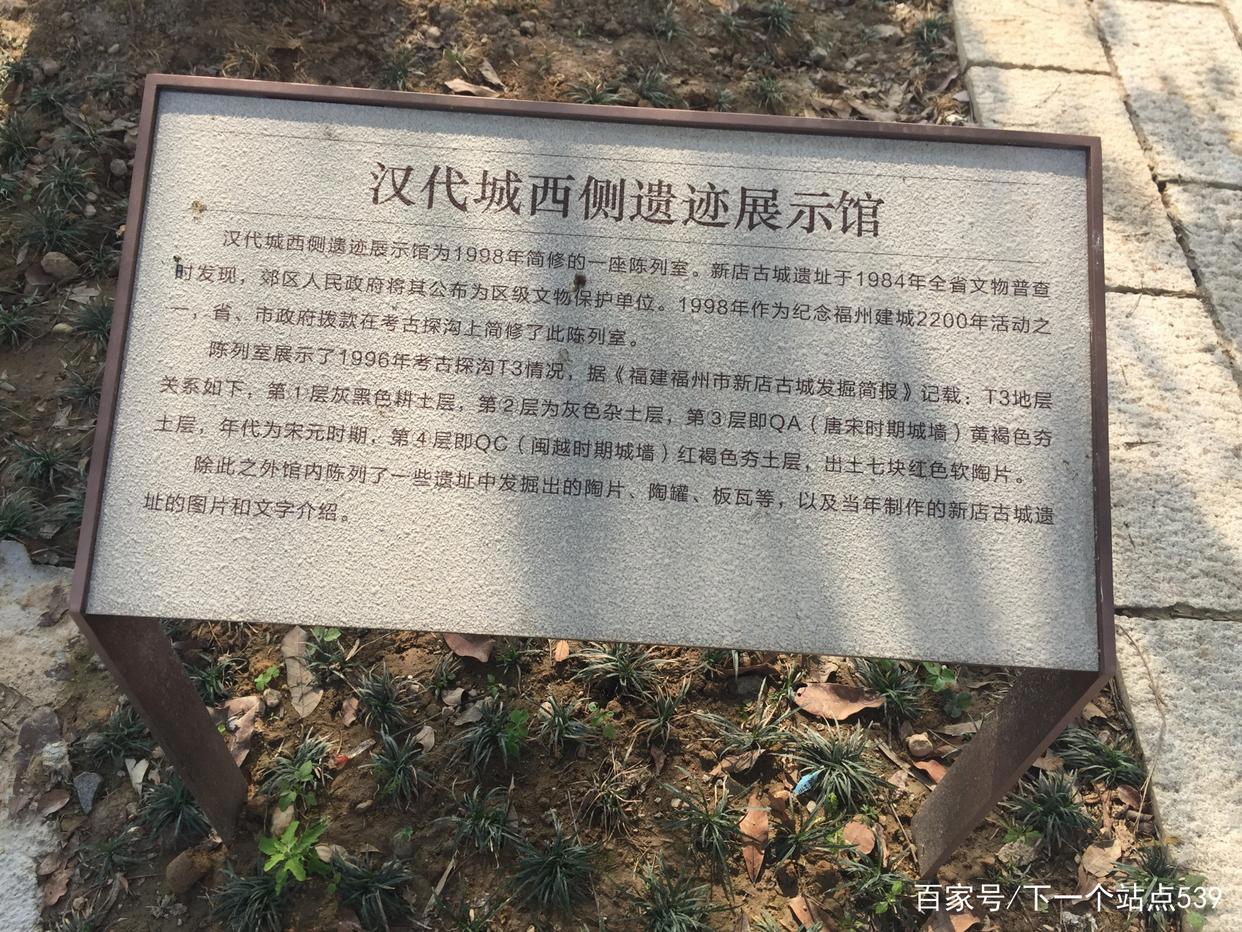 汉代城西侧遗迹展示馆
汉代城西侧遗迹展示馆为1998年简修的一座陈列室。新店古城遗址于1984年全省文物普查
时发现，郊区人民政府将其公布为区级文物保护单位。1998年作为纪念福州建城2200年活动之
一，省、市政府拨款在考古探沟上简修了此陈列室。
陈列室展示了1996年考古探沟T3情况，据《福建福州市新店古城发掘简报》记载：T3地层
关系如下，第1层灰黑色耕土层，第2层为灰色杂土层，第3层即QA（唐宋时期城墙）黄褐色夯
土层，年代为宋元时期，第4层即QC（闽越时期城墙）红褐色夯土层，出土七块红色软陶片。
除此之外馆内陈列了一些遗址中发掘出的陶片、陶罐、板瓦等，以及当年制作的新店古城遗
址的图片和文字介绍。
百家号/下一个站点539